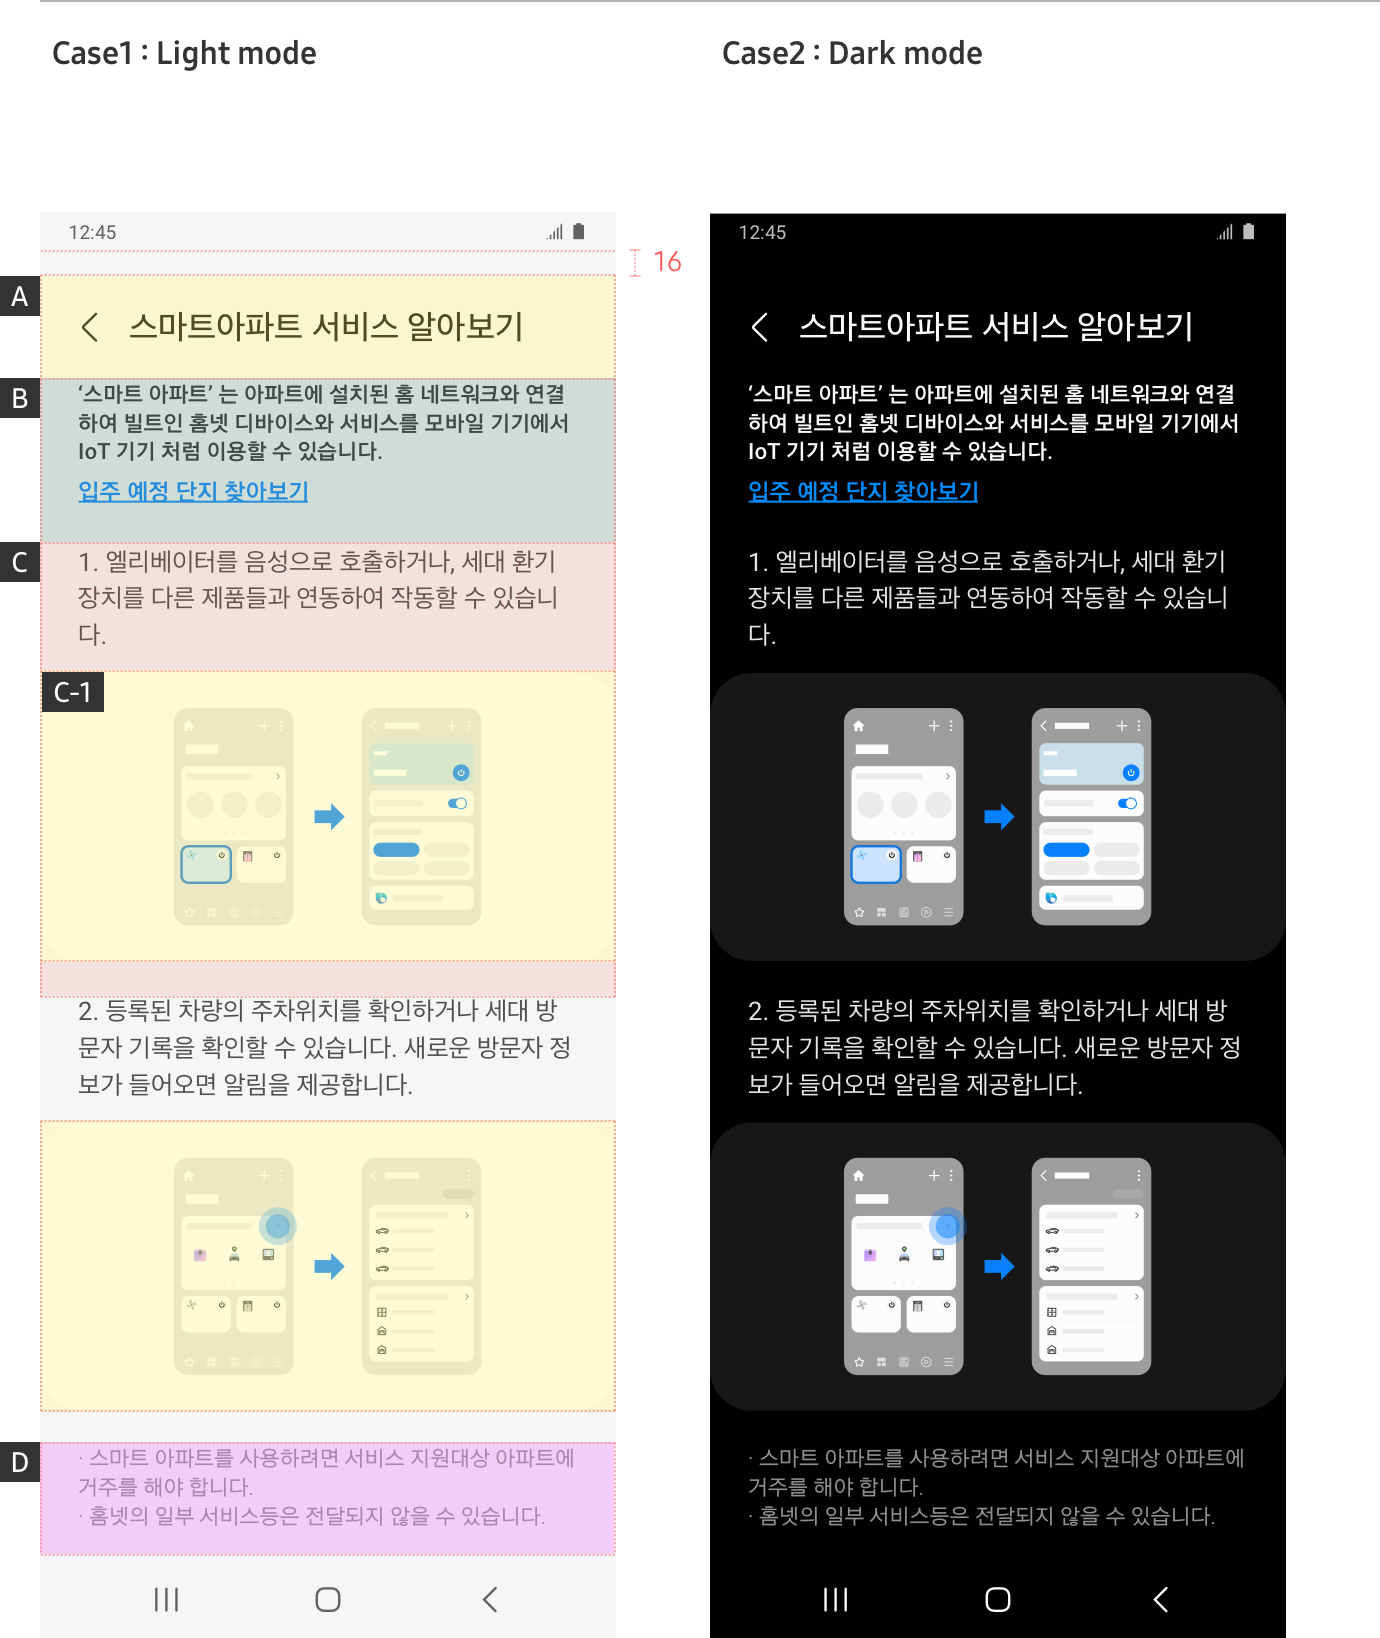 Case1 : Light mode
12:45
16
A
스마트아파트 서비스 알아보기
B
‘스마트 아파트’ 는 아파트에 설치된 홈 네트워크와 연결
하여 빌트인 홈넷 디바이스와 서비스를 모바일 기기에서
IoT 기기 처럼 이용할 수 있습니다.
입주 예정 단지 찾아보기
C
1. 엘리베이터를 음성으로 호출하거나, 세대 환기
장치를 다른 제품들과 연동하여 작동할 수 있습니
다.
C-1
2. 등록된 차량의 주차위치를 확인하거나 세대 방
문자 기록을 확인할 수 있습니다. 새로운 방문자 정
보가 들어오면 알림을 제공합니다.
D
· 스마트 아파트를 사용하려면 서비스 지원대상 아파트에
거주를 해야 합니다.
· 홈넷의 일부 서비스등은 전달되지 않을 수 있습니다.
Case2 : Dark mode
12:45
스마트아파트 서비스 알아보기
‘스마트 아파트’ 는 아파트에 설치된 홈 네트워크와 연결
하여 빌트인 홈넷 디바이스와 서비스를 모바일 기기에서
IoT 기기 처럼 이용할 수 있습니다.
입주 예정 단지 찾아보기
1. 엘리베이터를 음성으로 호출하거나, 세대 환기
장치를 다른 제품들과 연동하여 작동할 수 있습니
다.
2. 등록된 차량의 주차위치를 확인하거나 세대 방
문자 기록을 확인할 수 있습니다. 새로운 방문자 정
보가 들어오면 알림을 제공합니다.
· 스마트 아파트를 사용하려면 서비스 지원대상 아파트에
거주를 해야 합니다.
· 홈넷의 일부 서비스등은 전달되지 않을 수 있습니다.